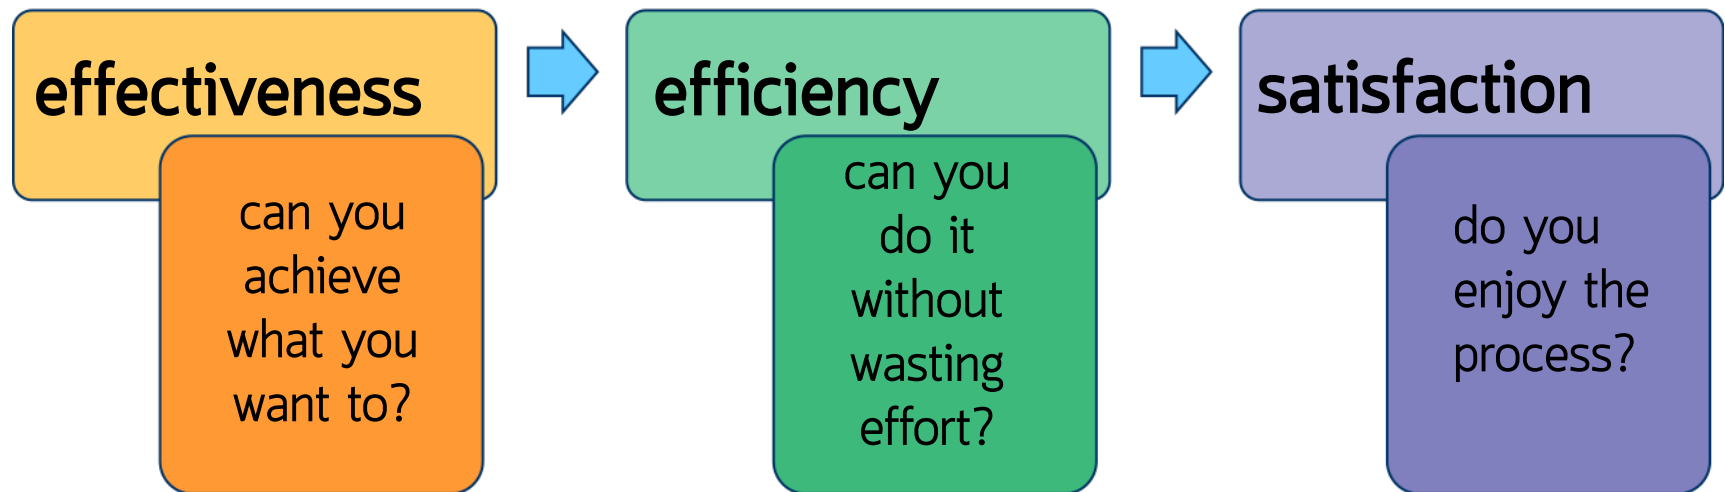 effectiveness
can you
achieve
what you
want to?
efficiency
can you
do it
without
wasting
effort?
satisfaction
do you
enjoy the
process?